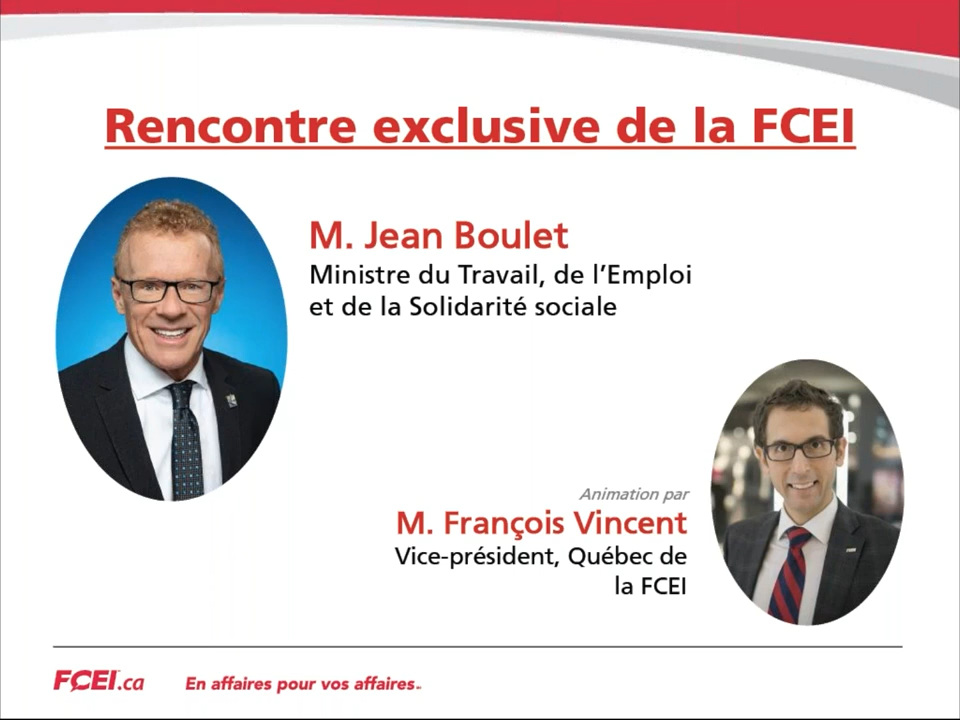 Rencontre exclusive de la FCEI
M. Jean Boulet
Ministre du Travail, de l'Emploi
et de la Solidarité sociale
Animation par
M. François Vincent
Vice-président, Québec de
la FCEI
FCEI.ca
En affaires pour vos affaires.